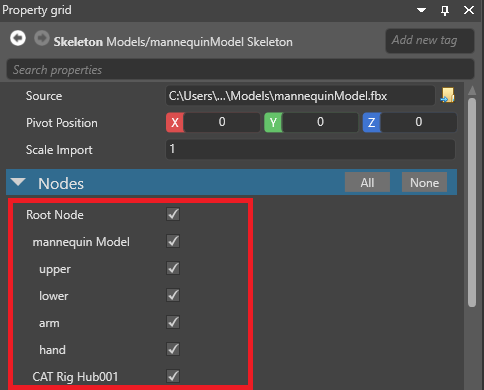 Property grid
Skeleton Models/mannequinModel Skeleton
Add new tag
Search properties
Source C:\Users\...\Models\mannequinModel.fbx
Pivot Position X 0 Y 0 Z 0
Scale Import 1
Nodes All None
Root Node
mannequin Model
upper
lower
arm
hand
CAT Rig Hub001